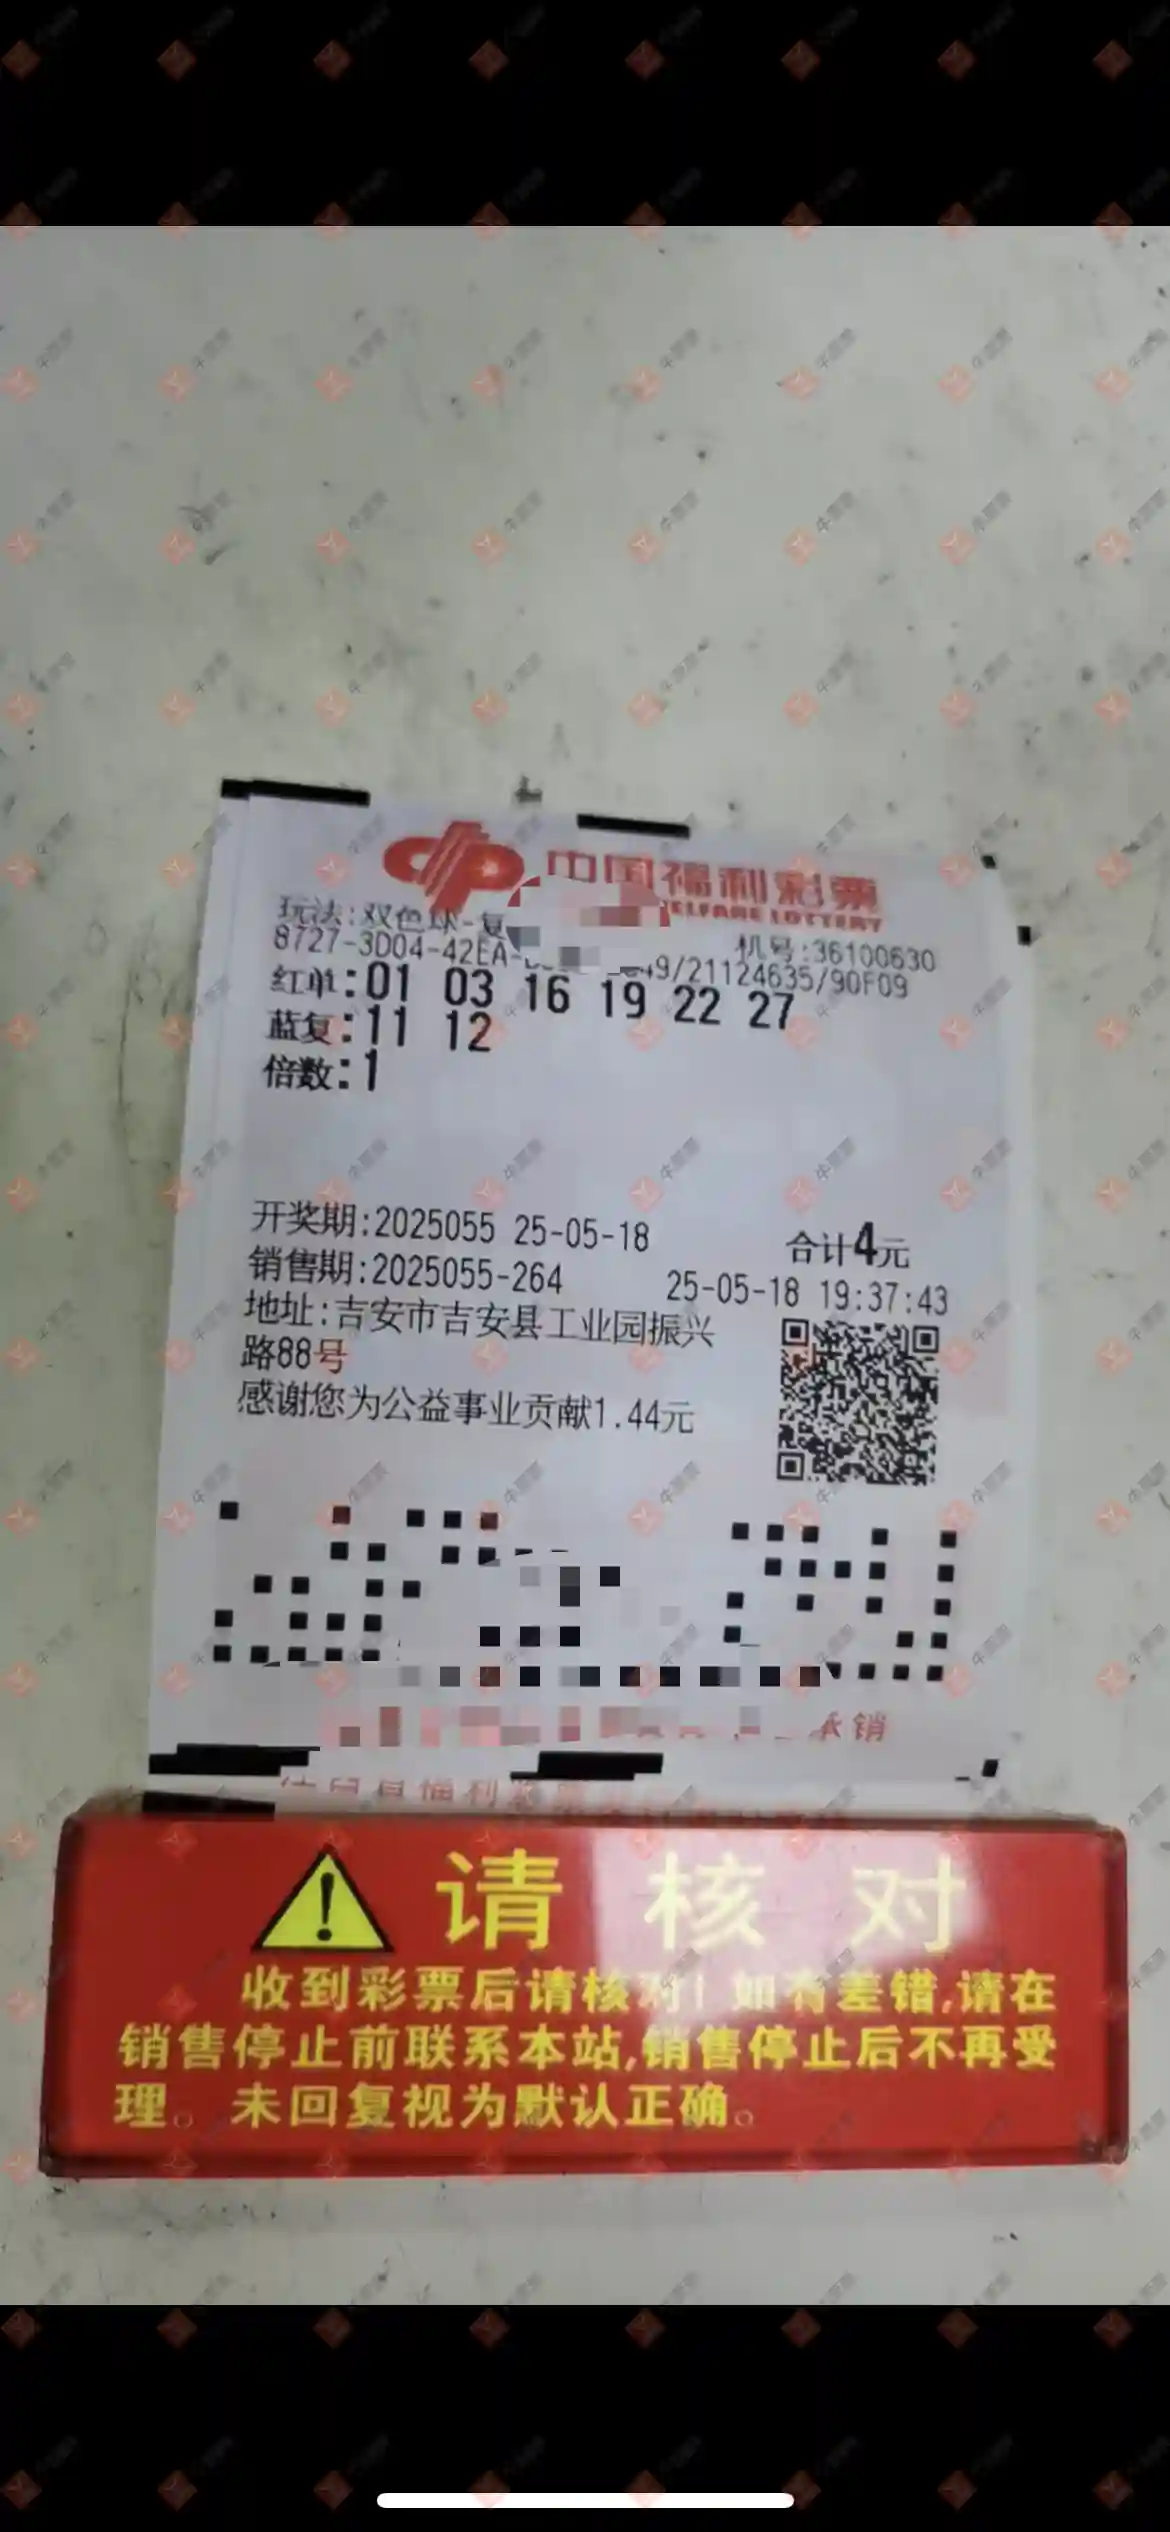 中国福利彩票
WELFARE LOTTERY
玩法:双色球-复
机号:36100630
8727-3D04-42EA-
49/21124635/90F09
红单:01 03 16 19 22 27
蓝复:11 12
倍数:1
开奖期:2025055 25-05-18
合计4元
销售期:2025055-264
25-05-18 19:37:43
地址:吉安市吉安县工业园振兴
路88号
感谢您为公益事业贡献1.44元
承销
请核对
收到彩票后请核对!如有差错,请在
销售停止前联系本站,销售停止后不再受
理。未回复视为默认正确。